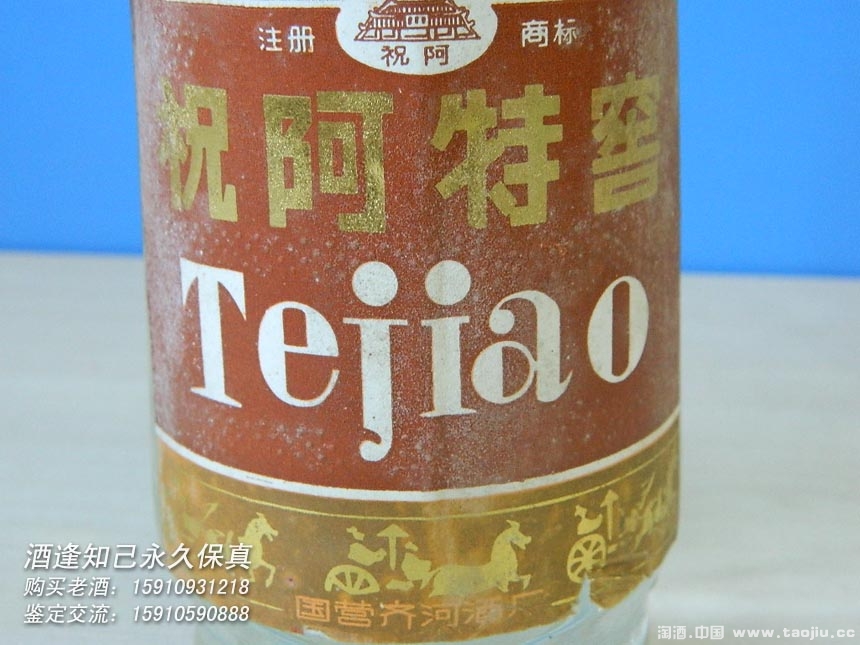 注册 商标
祝阿
祝阿特窖
Tejiao
国营齐河酒厂
酒逢知己永久保真
购买老酒：15910931218
鉴定交流：15910590888
淘酒.中国 www.taojiu.cc